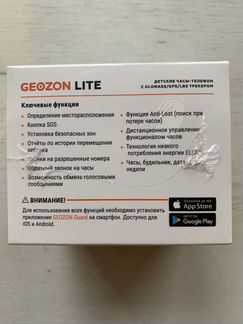 GEOZON LITE
ДЕТСКИЕ ЧАСЫ-ТЕЛЕФОН
С GLONASS/GPS/LBS ТРЕКЕРОМ
Ключевые функции
Определение месторасположения
Кнопка SOS
Установка безопасных зон
Отчёты по истории перемещения
ребенка
Звонки на разрешенные номера
Обратный звонок на часы
Возможность обмена голосовыми
сообщениями
Функция Anti-Lost (поиск при
потере часов)
Дистанционное управление
функционалом часов
Технология низкого
потребления энергии
Часы, будильник, дата
недели
ВНИМАНИЕ!
Для использования всех функций необходимо установить
приложение GEOZON Guard на смартфон. Доступно для
iOS и Android.
Download on the
App Store
GET IT ON
Google Play